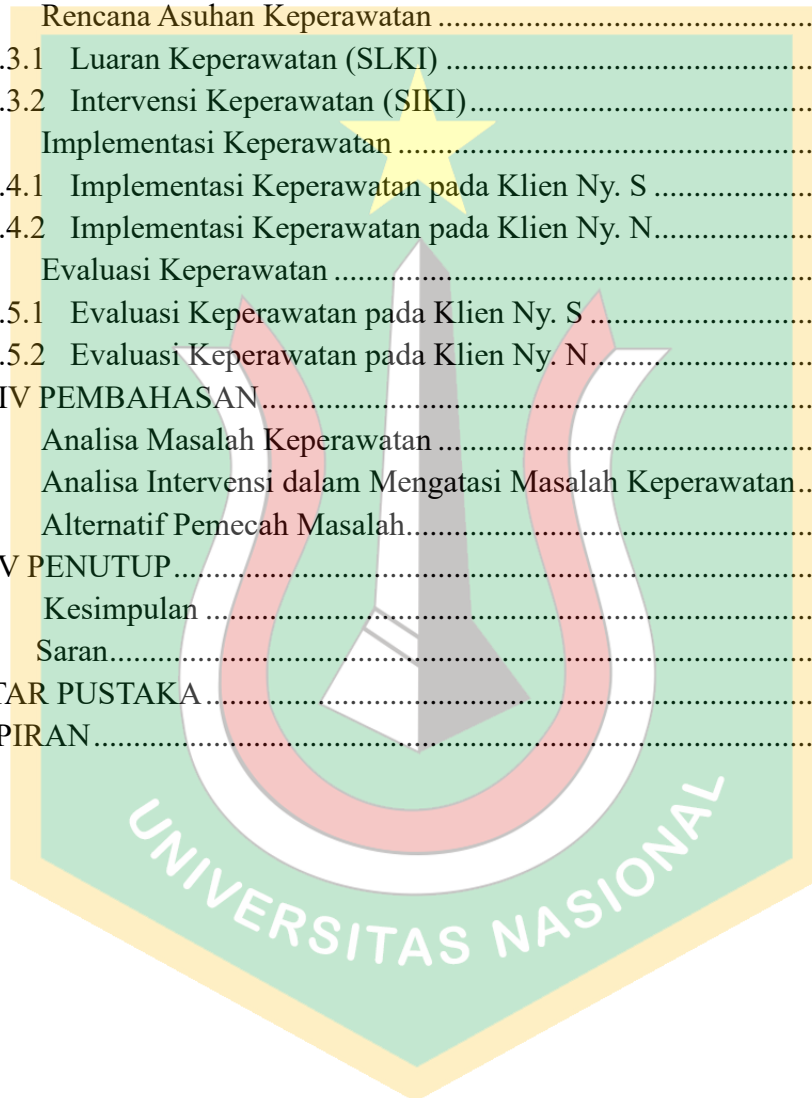 Rencana Asuhan Keperawatan ..............................................
.3.1 Luaran Keperawatan (SLKI) .............................................
.3.2 Intervensi Keperawatan (SIKI)..........................................
Implementasi Keperawatan ...................................................
.4.1 Implementasi Keperawatan pada Klien Ny. S ...................
.4.2 Implementasi Keperawatan pada Klien Ny. N...................
Evaluasi Keperawatan ...........................................................
.5.1 Evaluasi Keperawatan pada Klien Ny. S ...........................
.5.2 Evaluasi Keperawatan pada Klien Ny. N...........................
IV PEMBAHASAN....................................................................
Analisa Masalah Keperawatan ..............................................
Analisa Intervensi dalam Mengatasi Masalah Keperawatan..
Alternatif Pemecah Masalah..................................................
V PENUTUP...............................................................................
Kesimpulan ...........................................................................
Saran.......................................................................................
TAR PUSTAKA ...........................................................................
PIRAN.........................................................................................
UNIVERSITAS NASIONAL